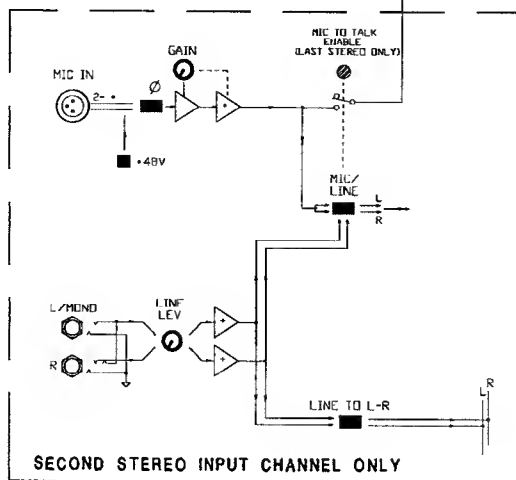 MIC TO TALK
ENABLE
(LAST STEREO ONLY)
GAIN
MIC IN
Ø
2- +
+48V
MIC/
LINE
L
R
L/MONO
LINE
LEV
R
LINE TO L-R
L
R
SECOND STEREO INPUT CHANNEL ONLY